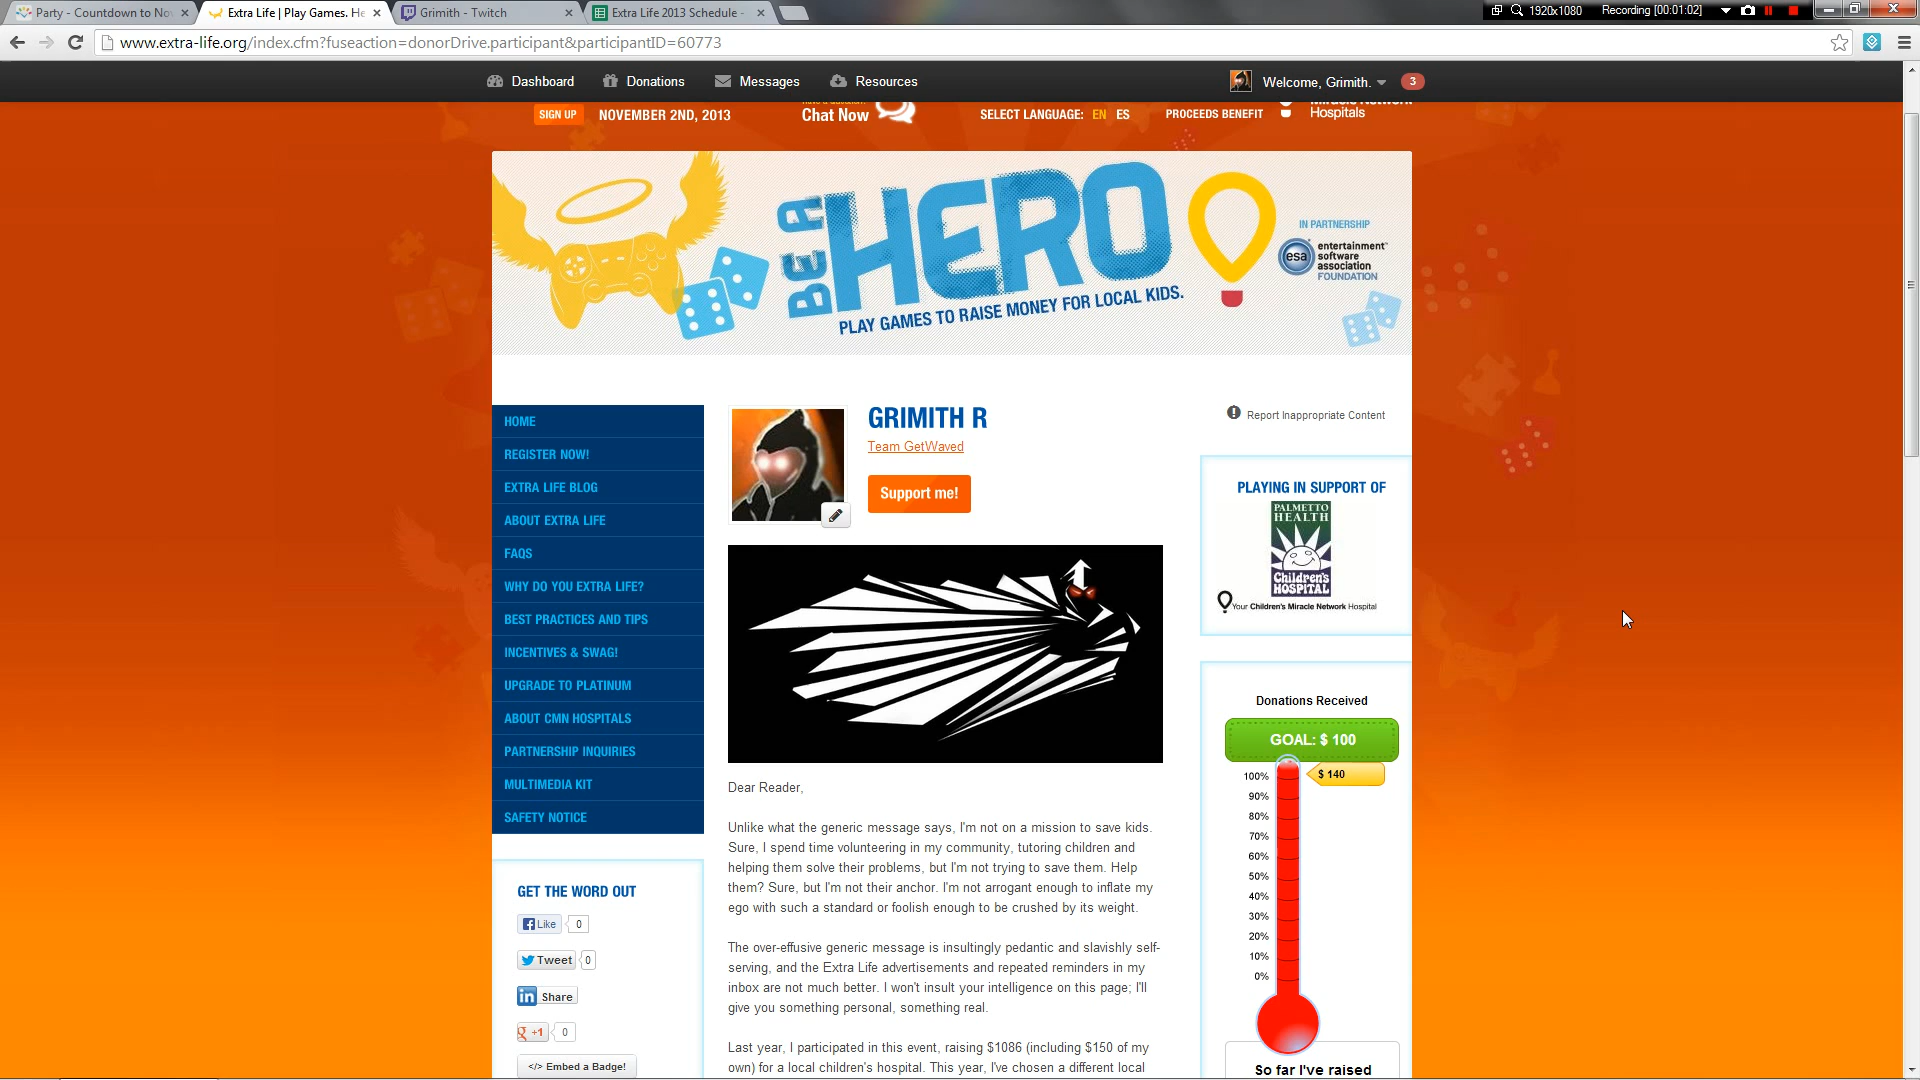 Party - Countdown to Nov
Extra Life | Play Games. He
Grimith - Twitch
Extra Life 2013 Schedule -
1920x1080
Recording [00:01:02]
www.extra-life.org/index.cfm?fuseaction=donorDrive.participant&participantID=60773
Dashboard
Donations
Messages
Resources
Welcome, Grimith.
3
SIGN UP
NOVEMBER 2ND, 2013
Chat Now
SELECT LANGUAGE: EN ES
PROCEEDS BENEFIT
Miracle Network
Hospitals
BE A HERO
PLAY GAMES TO RAISE MONEY FOR LOCAL KIDS.
IN PARTNERSHIP
esa
entertainment
software
association
FOUNDATION
HOME
REGISTER NOW!
EXTRA LIFE BLOG
ABOUT EXTRA LIFE
FAQS
WHY DO YOU EXTRA LIFE?
BEST PRACTICES AND TIPS
INCENTIVES & SWAG!
UPGRADE TO PLATINUM
ABOUT CMN HOSPITALS
PARTNERSHIP INQUIRIES
MULTIMEDIA KIT
SAFETY NOTICE
GET THE WORD OUT
Like 0
Tweet 0
in Share
+1 0
</> Embed a Badge!
GRIMITH R
Team GetWaved
Support me!
Dear Reader,
Unlike what the generic message says, I'm not on a mission to save kids.
Sure, I spend time volunteering in my community, tutoring children and
helping them solve their problems, but I'm not trying to save them. Help
them? Sure, but I'm not their anchor. I'm not arrogant enough to inflate my
ego with such a standard or foolish enough to be crushed by its weight.
The over-effusive generic message is insultingly pedantic and slavishly self-
serving, and the Extra Life advertisements and repeated reminders in my
inbox are not much better. I won't insult your intelligence on this page; I'll
give you something personal, something real.
Last year, I participated in this event, raising $1086 (including $150 of my
own) for a local children's hospital. This year, I've chosen a different local
Report Inappropriate Content
PLAYING IN SUPPORT OF
PALMETTO
HEALTH
Children's
HOSPITAL
Your Children's Miracle Network Hospital
Donations Received
GOAL: $ 100
$ 140
100%
90%
80%
70%
60%
50%
40%
30%
20%
10%
0%
So far I've raised